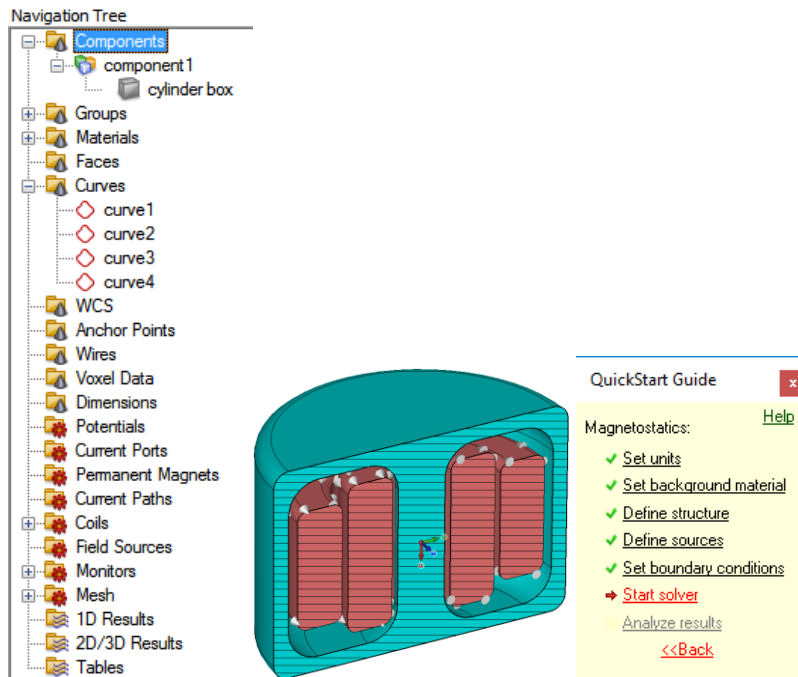 Navigation Tree
Components
component1
cylinder box
Groups
Materials
Faces
Curves
curve1
curve2
curve3
curve4
WCS
Anchor Points
Wires
Voxel Data
Dimensions
Potentials
Current Ports
Permanent Magnets
Current Paths
Coils
Field Sources
Monitors
Mesh
1D Results
2D/3D Results
Tables
QuickStart Guide
x
Help
Magnetostatics:
Set units
Set background material
Define structure
Define sources
Set boundary conditions
Start solver
Analyze results
<<Back